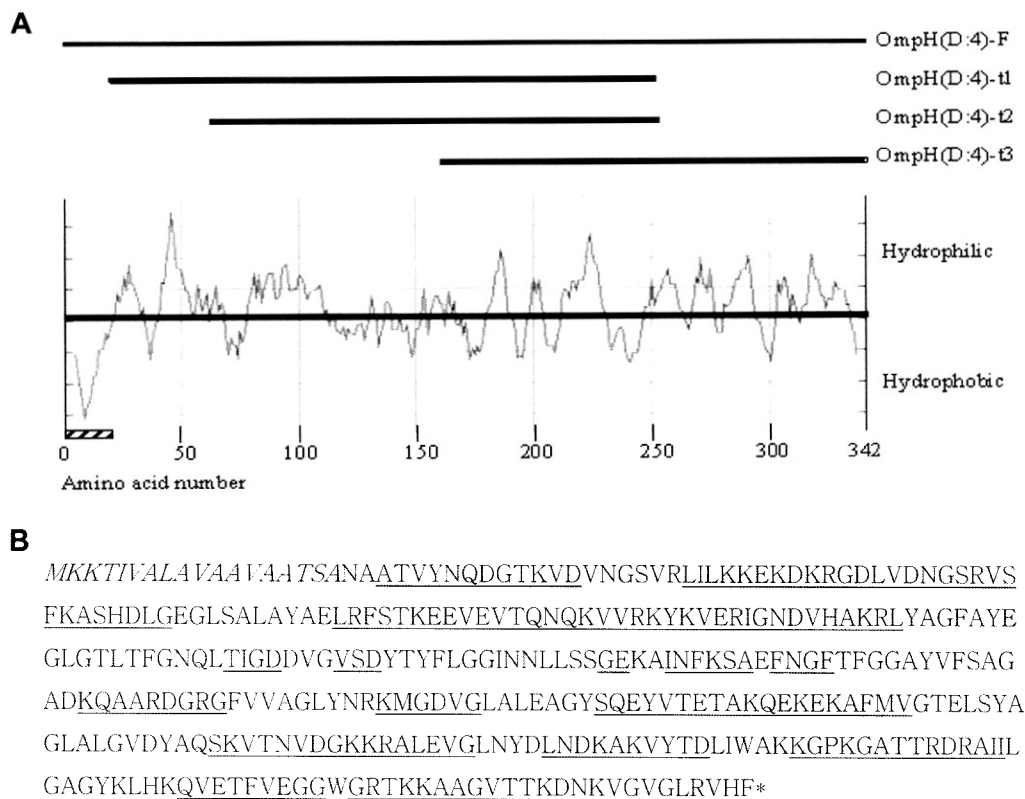 A
OmpH(D:4)-F
OmpH(D:4)-t1
OmpH(D:4)-t2
OmpH(D:4)-t3
Hydrophilic
Hydrophobic
0 50 100 150 200 250 300 342
Amino acid number
B
MKKTIVALAVAAVAATSANAATVYNQDGTKVDVNGSVRLILKKEKDKRGDLVDNGSRVS
FKASHDLGEGLSALAYAELRFSTKEEVEVTQNQKVVRKYKVERIGNDVHAKRLYAGFAYE
GLGTLTFGNQLTIGDDVGVSDYTYFLGGINNLLSSGEKAINFKSAEFNGFTFGGAYVFSAG
ADKQAARDGRGFVVAGLYNRKMGDVGLALEAGYSQEYVTETAKQEKEKAFMVGTELSYA
GLALGVDYAQSKVTNVDGKKRALEVGLNYDLNDKAKVYTDLIWAKKGPKGATTRDRAIIL
GAGYKLHKQVETFVEGGWGRTKKAAGVTTKDNKVGVGLRVHF*